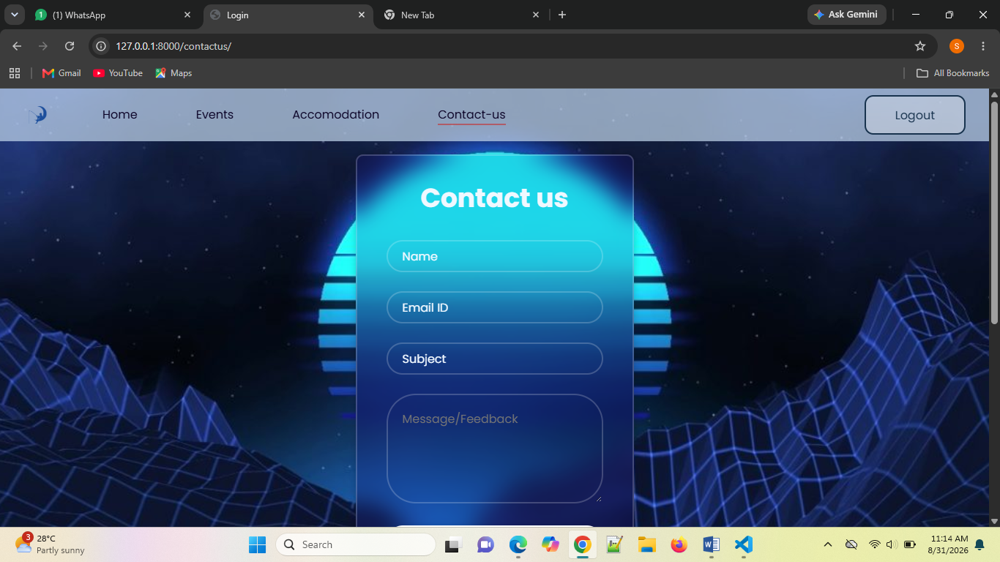 1
(1) WhatsApp
Login
New Tab
Ask Gemini
127.0.0.1:8000/contactus/
S
Gmail
YouTube
Maps
All Bookmarks
Home
Events
Accomodation
Contact-us
Logout
Contact us
Name
Email ID
Subject
Message/Feedback
3
28°C
Partly sunny
Search
11:14 AM
8/31/2026